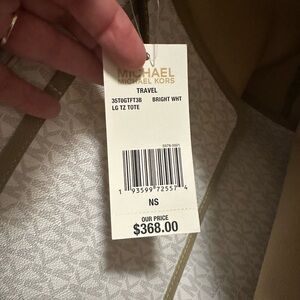 MICHAEL
MICHAEL KORS
TRAVEL
35T0GTFT3B BRIGHT WHT
LG TZ TOTE
1 93599 72557 4
NS
OUR PRICE
$368.00